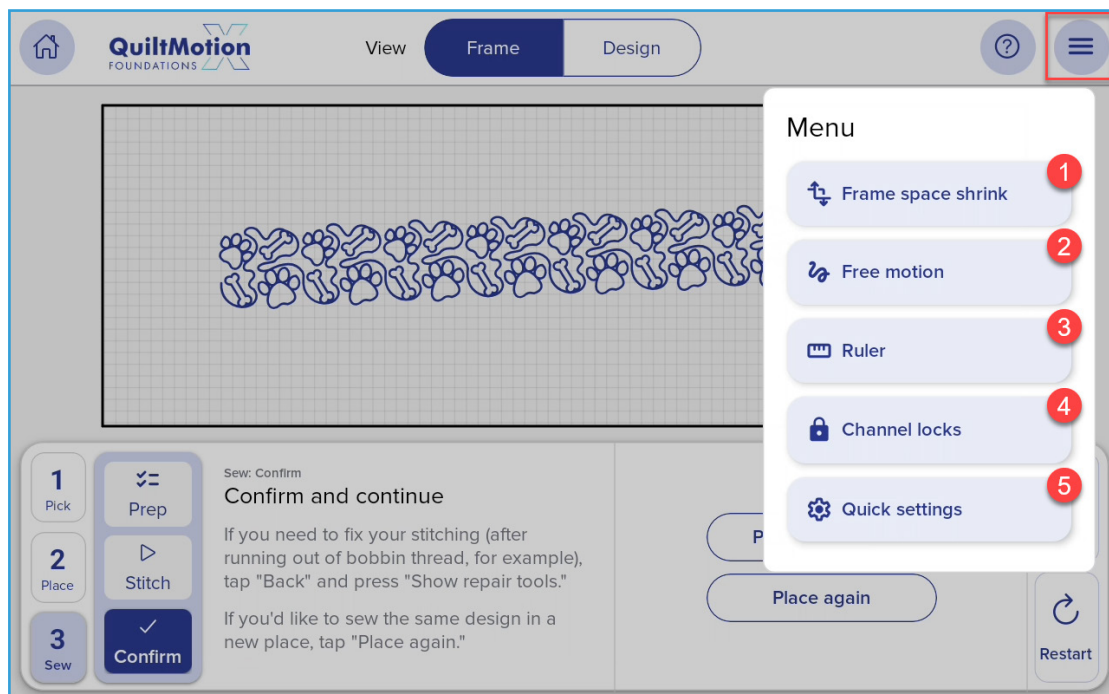 QuiltMotion
FOUNDATIONS
View
Frame
Design
Menu
1
Frame space shrink
2
Free motion
3
Ruler
4
Channel locks
5
Quick settings
1
Pick
2
Place
3
Sew
Prep
Stitch
Confirm
Sew: Confirm
Confirm and continue
If you need to fix your stitching (after
running out of bobbin thread, for example),
tap "Back" and press "Show repair tools."
If you'd like to sew the same design in a
new place, tap "Place again."
P
Place again
Restart